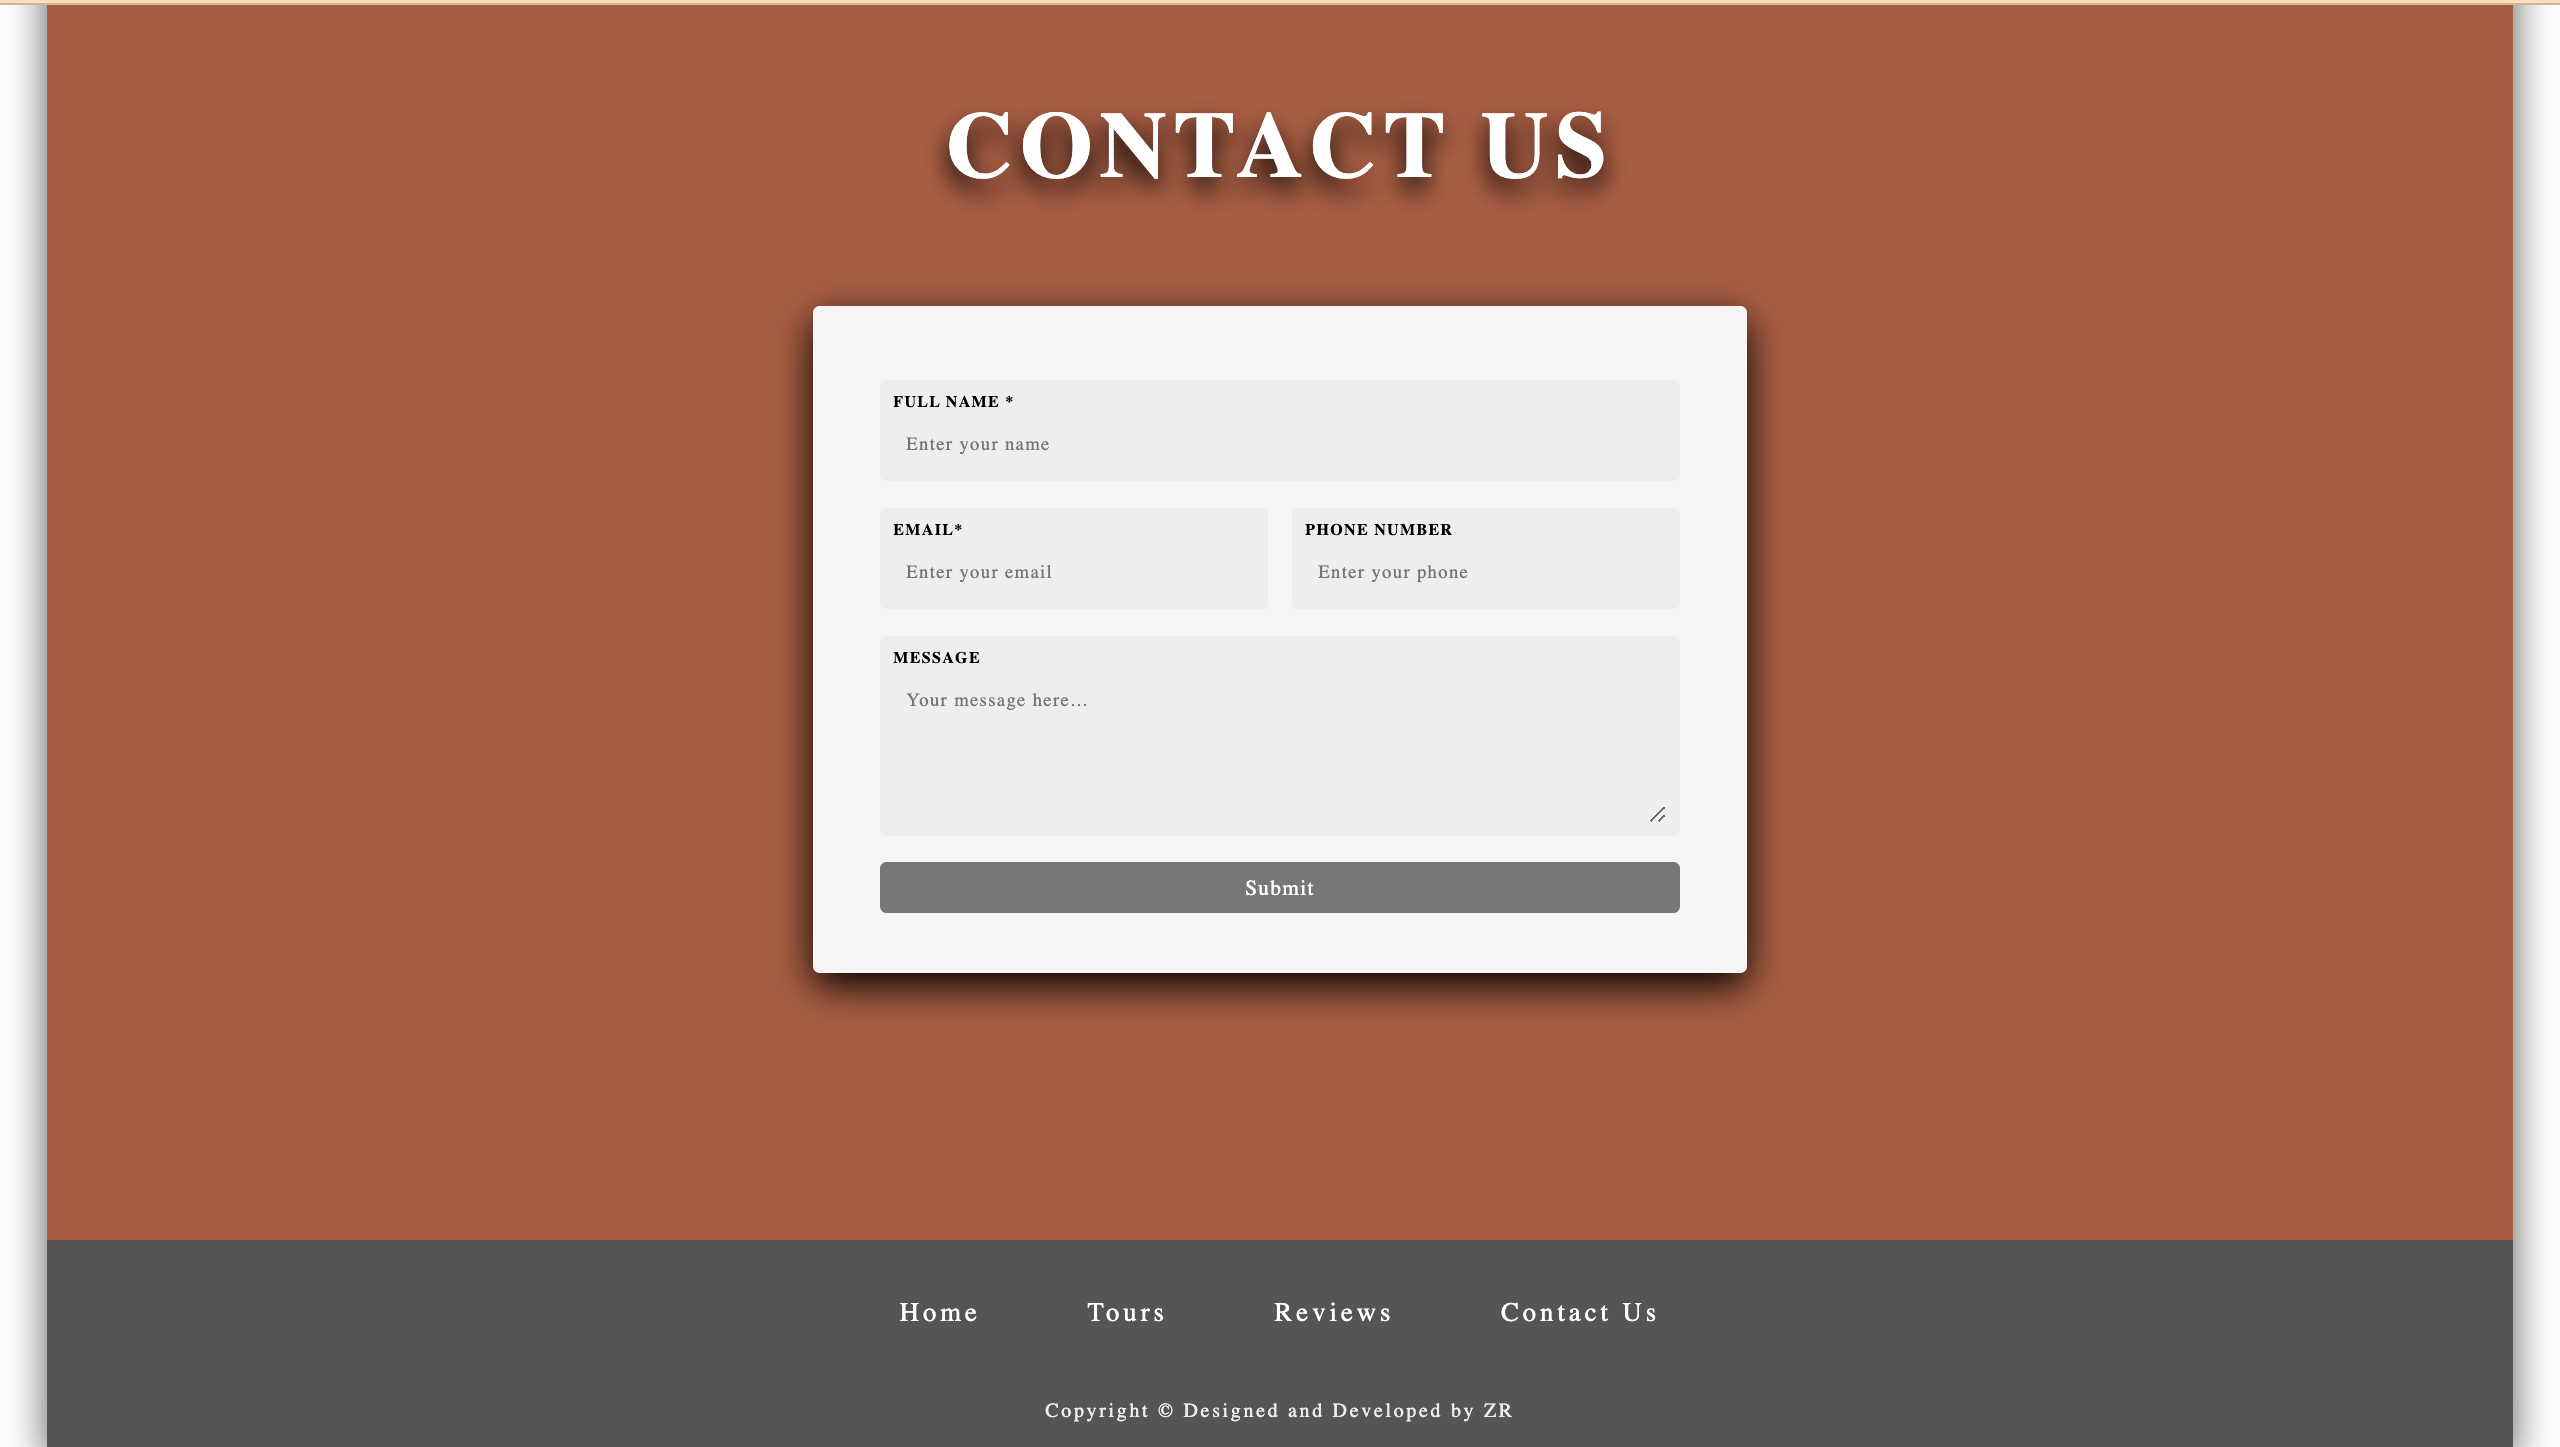 CONTACT US
FULL NAME *
Enter your name
EMAIL* PHONE NUMBER
Enter your email Enter your phone
MESSAGE
Your message here...
Submit
Home Tours Reviews Contact Us
Copyright © Designed and Developed by ZR